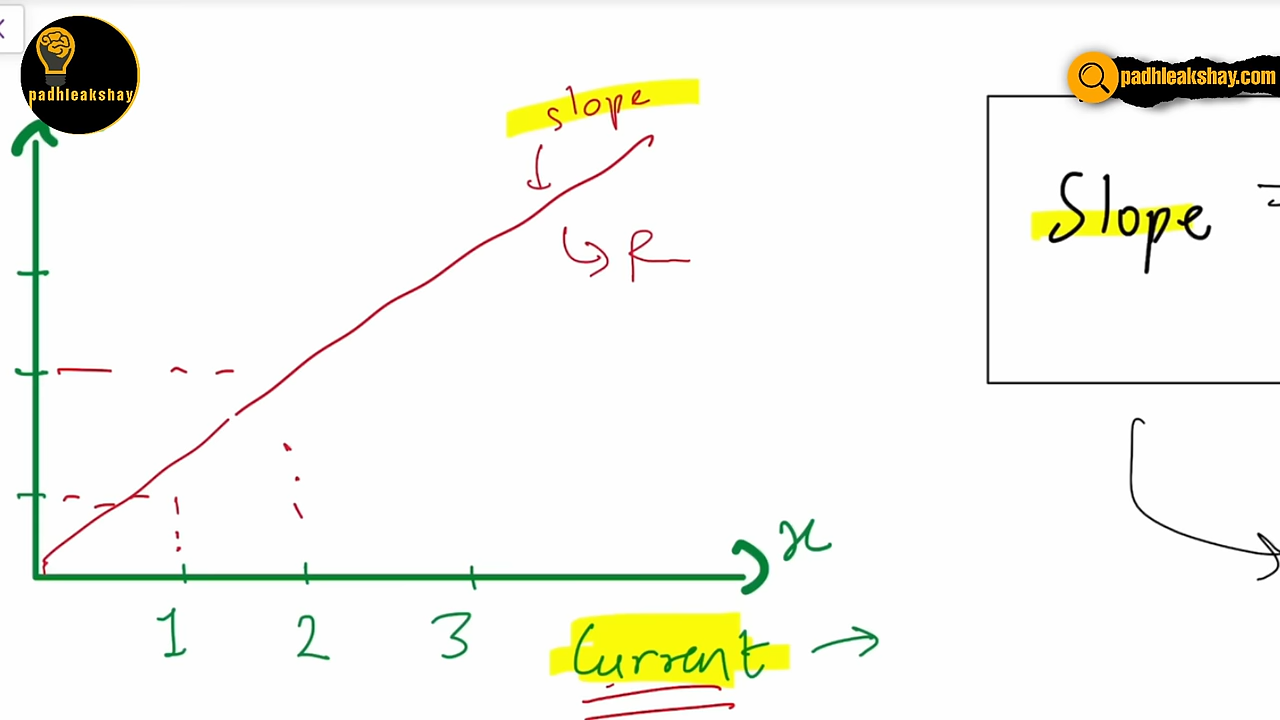 padhleakshay
padhleakshay.com
slope
R
Slope =
x
1 2 3
Current →